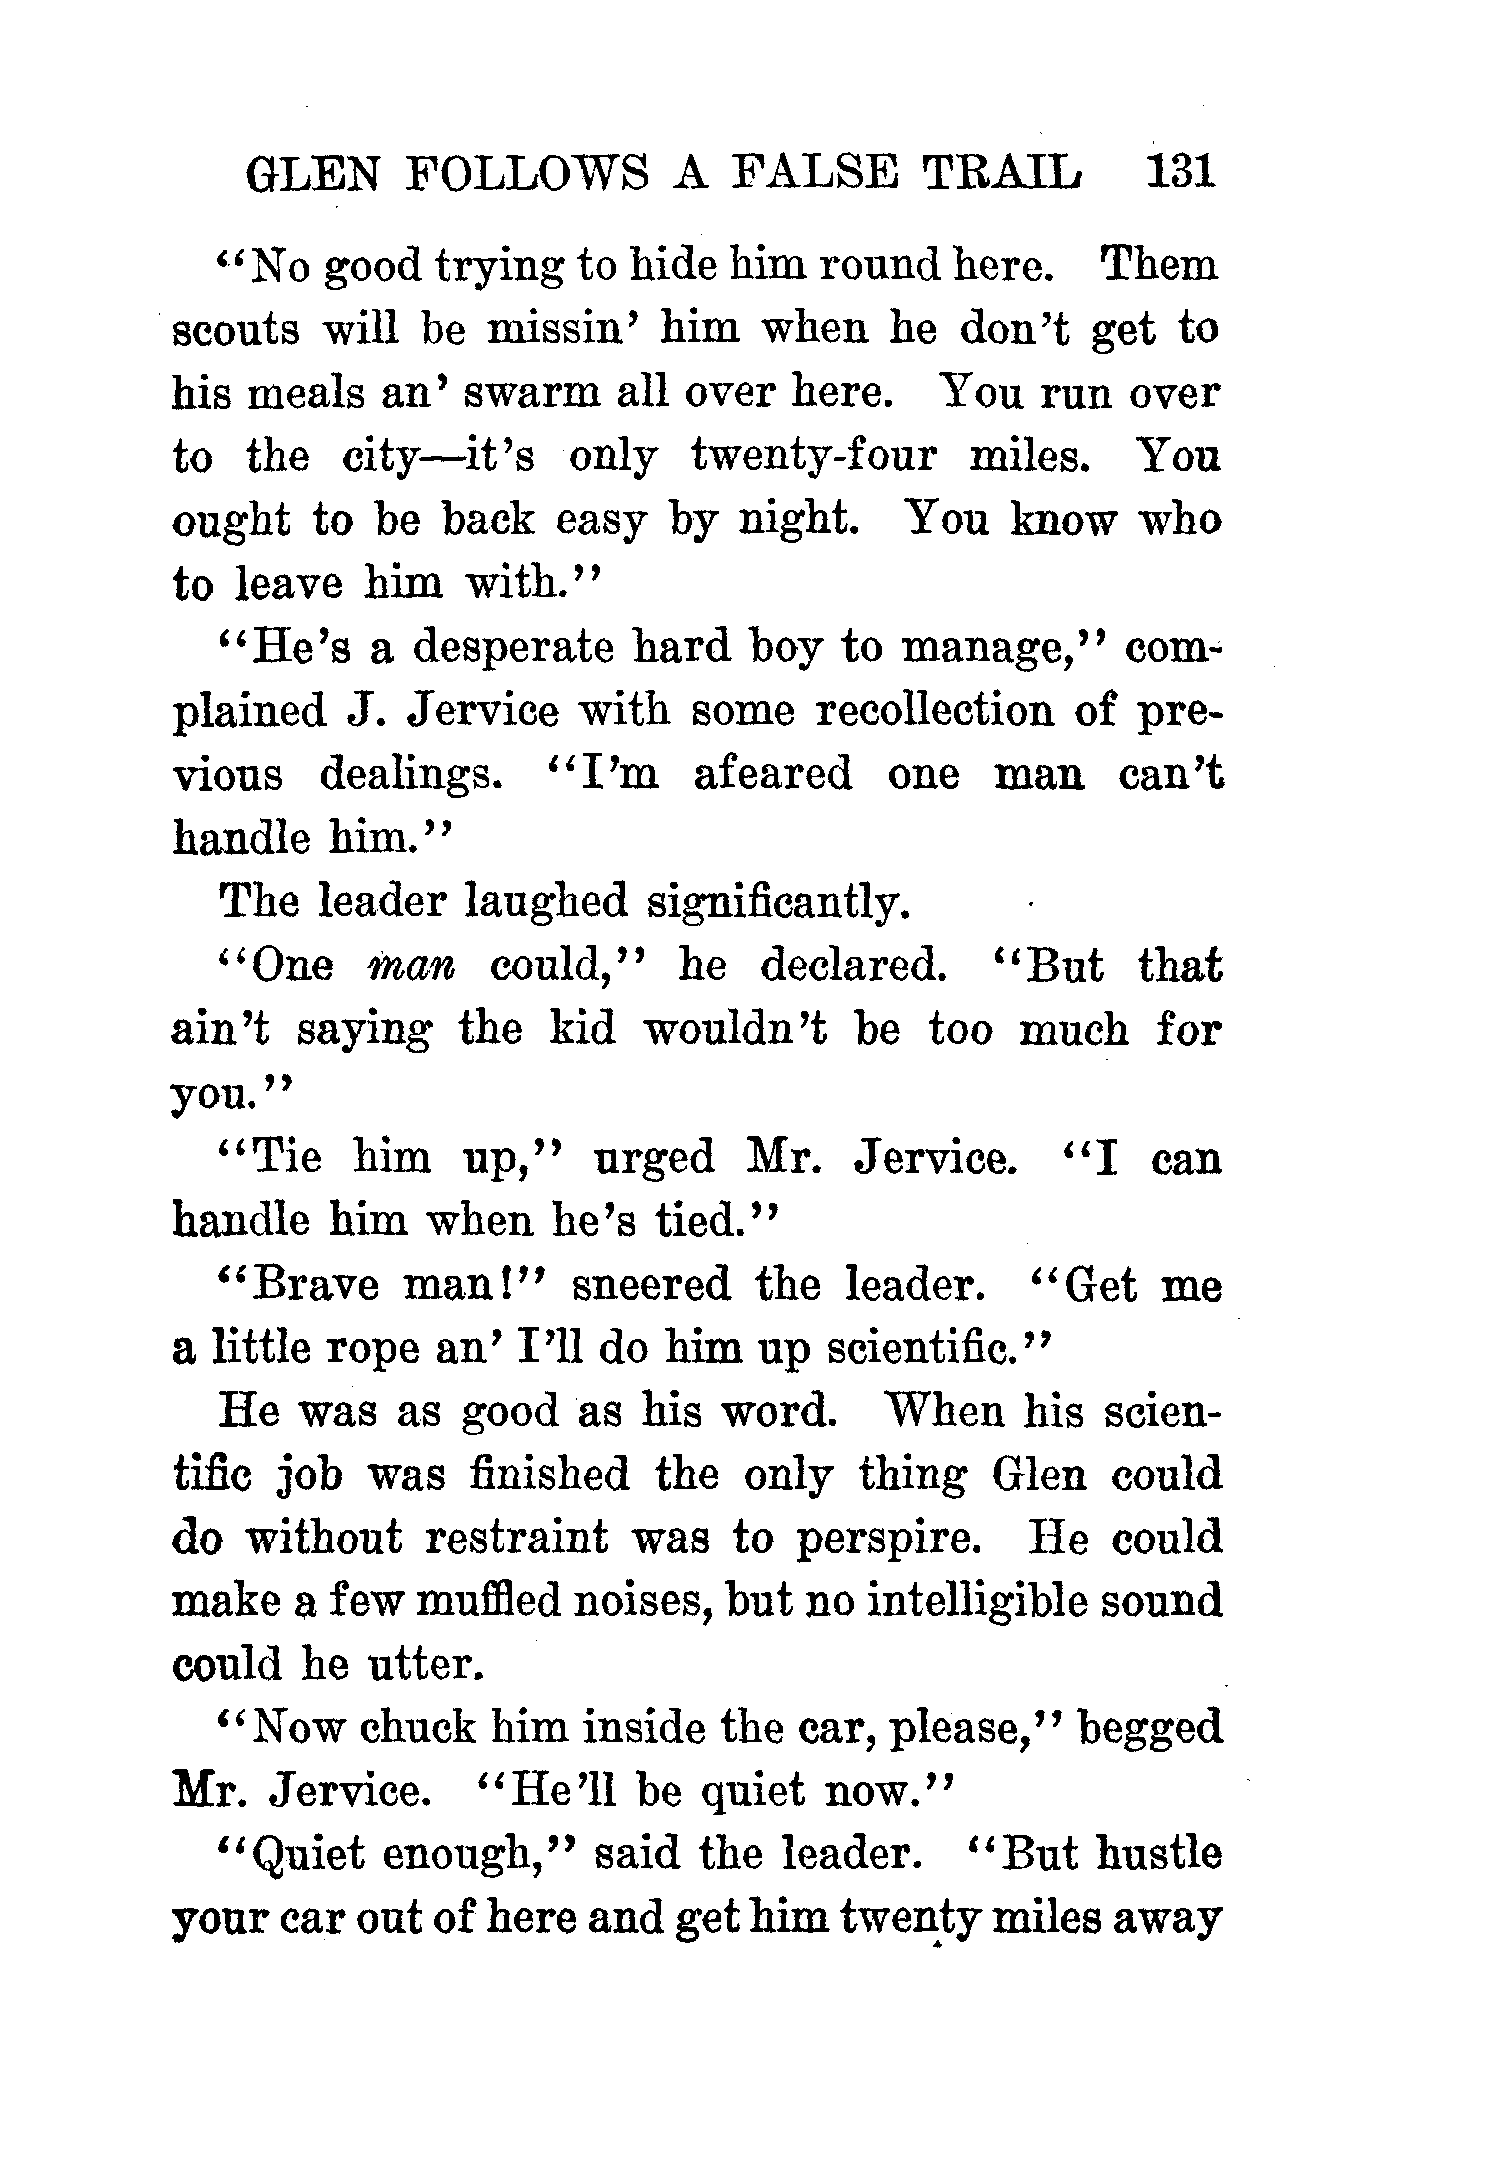 GLEN FOLLOWS A FALSE TRAIL 131
"No good trying to hide him round here. Them
scouts will be missin' him when he don't get to
his meals an' swarm all over here. You run over
to the city—it's only twenty-four miles. You
ought to be back easy by night. You know who
to leave him with."
"He's a desperate hard boy to manage," com-
plained J. Jervice with some recollection of pre-
vious dealings. "I'm afeared one man can't
handle him."
The leader laughed significantly.
"One man could," he declared. "But that
ain't saying the kid wouldn't be too much for
you."
"Tie him up," urged Mr. Jervice. "I can
handle him when he's tied."
"Brave man!" sneered the leader. "Get me
a little rope an' I'll do him up scientific."
He was as good as his word. When his scien-
tific job was finished the only thing Glen could
do without restraint was to perspire. He could
make a few muffled noises, but no intelligible sound
could he utter.
"Now chuck him inside the car, please," begged
Mr. Jervice. "He'll be quiet now."
"Quiet enough," said the leader. "But hustle
your car out of here and get him twenty miles away